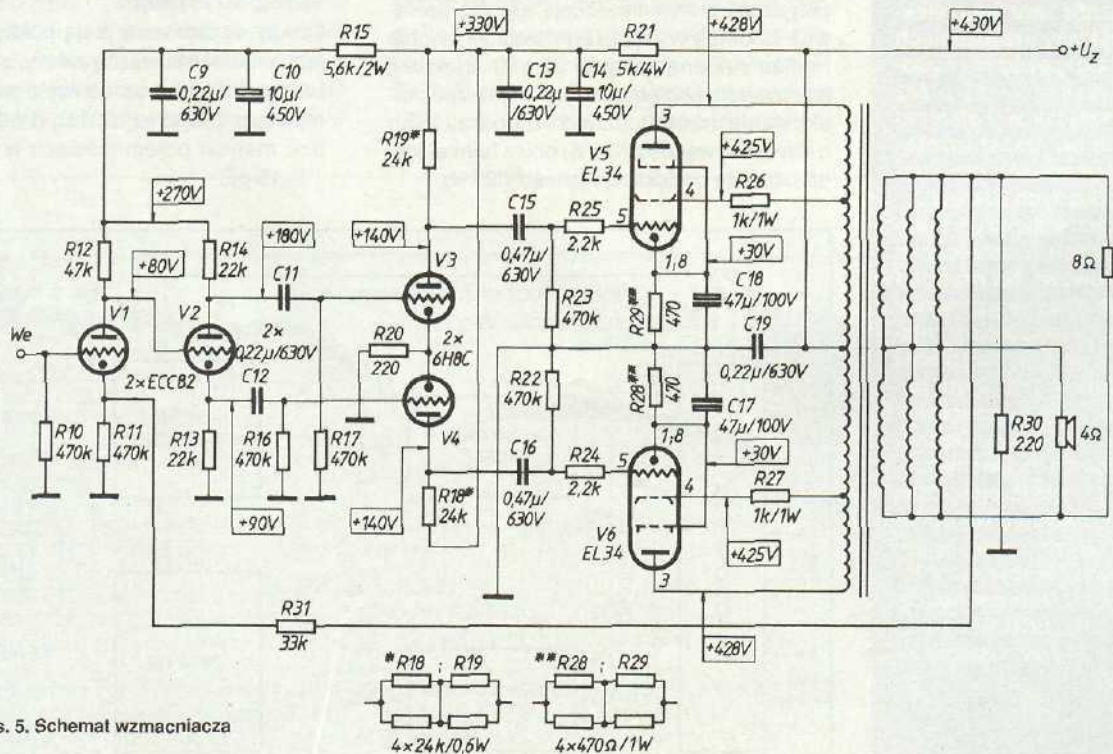 +330V
+428V
+430V
R15
5,6k/2W
R21
5k/4W
+Uz
C9
0,22µ/
630V
C10
10µ/
450V
C13
0,22µ
/630V
C14
10µ/
450V
R19*
24k
V5
EL34
3
+425V
4
R26
1k/1W
5
C15
0,47µ/
630V
R25
2,2k
+270V
R12
47k
+80V
R14
22k
+180V
C11
+140V
V3
+30V
1,8
C18
47µ/100V
8Ω
R23
470k
R29**
470
C19
0,22µ/630V
We
V1
V2
2×
0,22µ/630V
2×ECC82
R20
220
2×
6H8C
R22
470k
R28**
470
C17
47µ/100V
C12
V4
1,8
+30V
R10
470k
R11
470k
R13
22k
R16
470k
R17
470k
C16
0,47µ/
630V
R24
2,2k
5
4
R27
1k/1W
R30
220
4Ω
+90V
+140V
R18*
24k
V6
EL34
+425V
3
R31
33k
+428V
*R18 ; R19
**R28 ; R29
4×24k/0,6W
4×470Ω/1W
s. 5. Schemat wzmacniacza